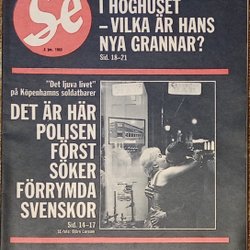 Se
I HÖGHUSET
– VILKA ÄR HANS
NYA GRANNAR?
Sid. 18–21
"Det ljuva livet"
på Köpenhamns soldatbarer
DET ÄR HÄR
POLISEN
FÖRST
SÖKER
FÖRRYMDA
SVENSKOR
Sid. 14–17